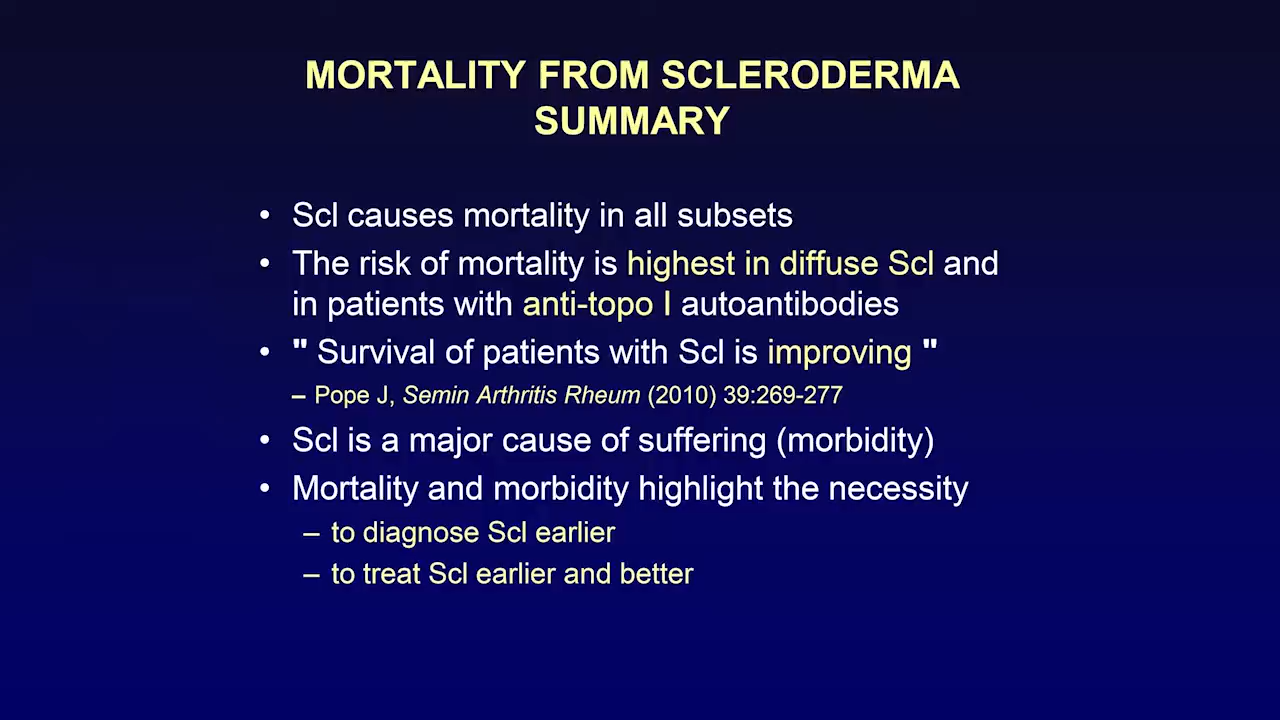 MORTALITY FROM SCLERODERMA
SUMMARY
• Scl causes mortality in all subsets
• The risk of mortality is highest in diffuse Scl and
in patients with anti-topo I autoantibodies
• " Survival of patients with Scl is improving "
– Pope J, Semin Arthritis Rheum (2010) 39:269-277
• Scl is a major cause of suffering (morbidity)
• Mortality and morbidity highlight the necessity
– to diagnose Scl earlier
– to treat Scl earlier and better